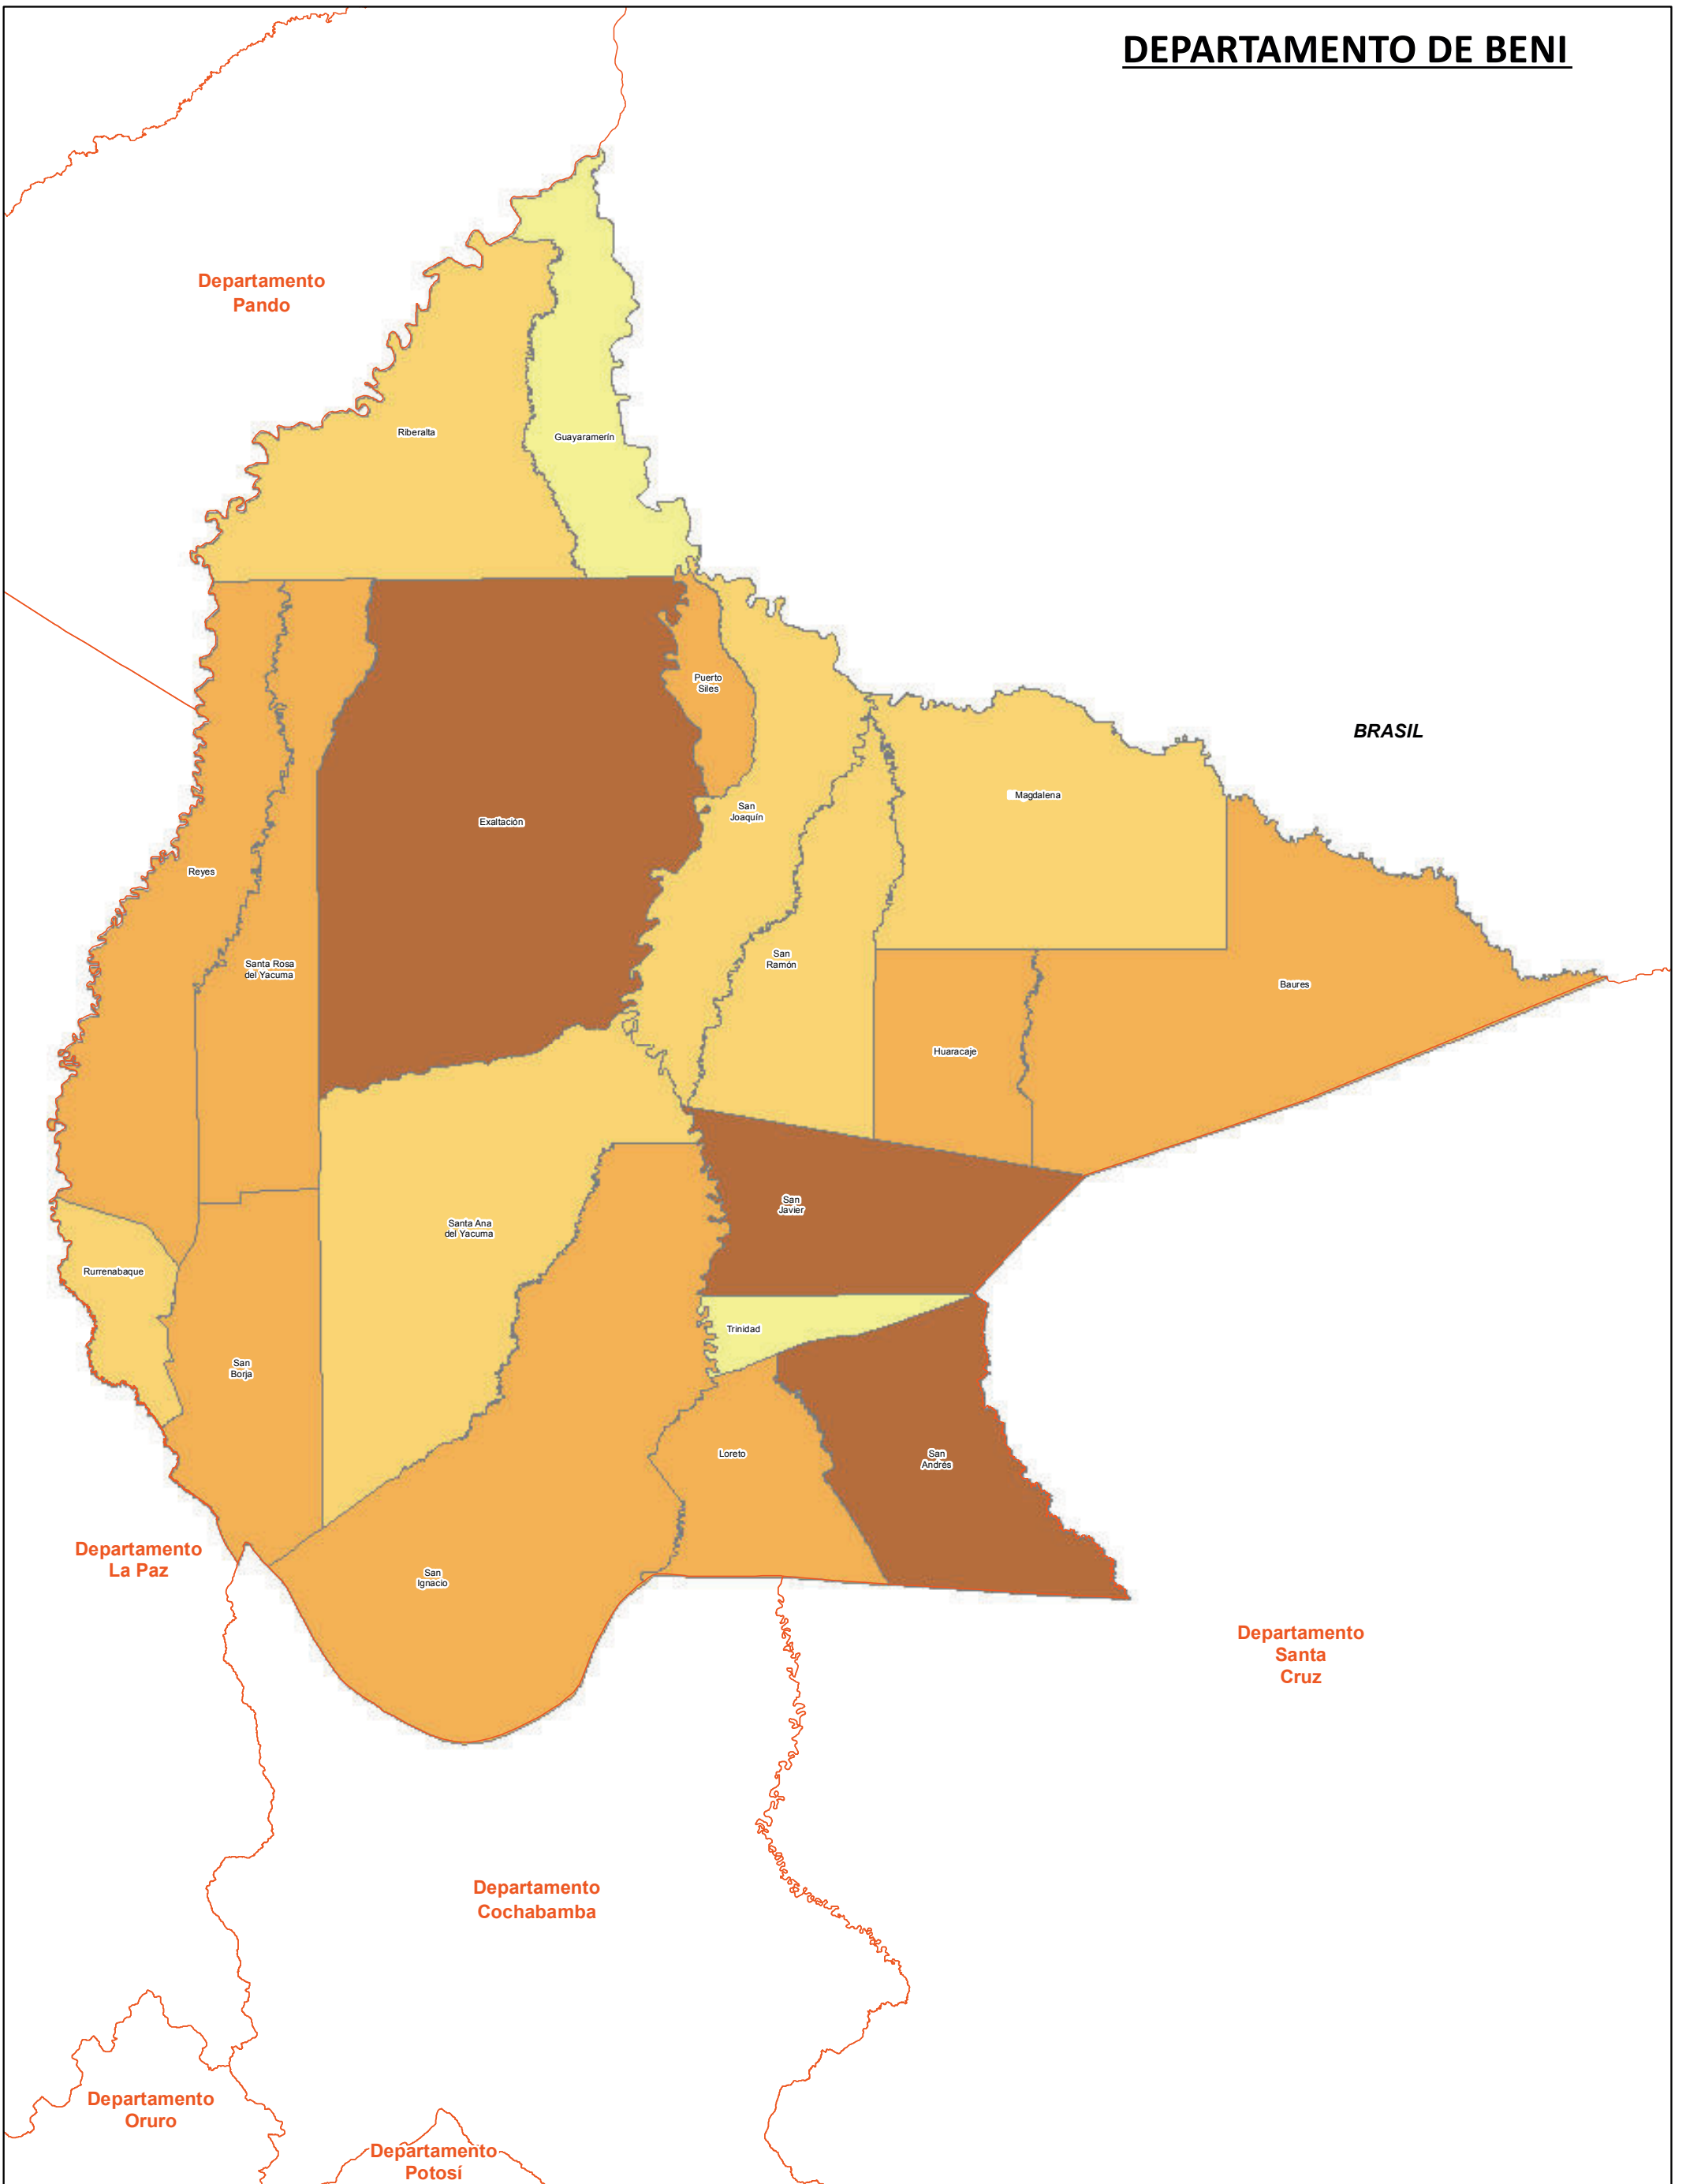 DEPARTAMENTO DE BENI
Departamento
Pando
Riberalta
Guayaramerín
Puerto
Siles
BRASIL
Magdalena
San
Joaquín
Exaltación
Reyes
San
Ramón
Santa Rosa
del Yacuma
Baures
Huaracaje
San
Javier
Santa Ana
del Yacuma
Rurrenabaque
Trinidad
San
Borja
Loreto
San
Andrés
Departamento
La Paz
San
Ignacio
Departamento
Santa
Cruz
Departamento
Cochabamba
Departamento
Oruro
Departamento
Potosí